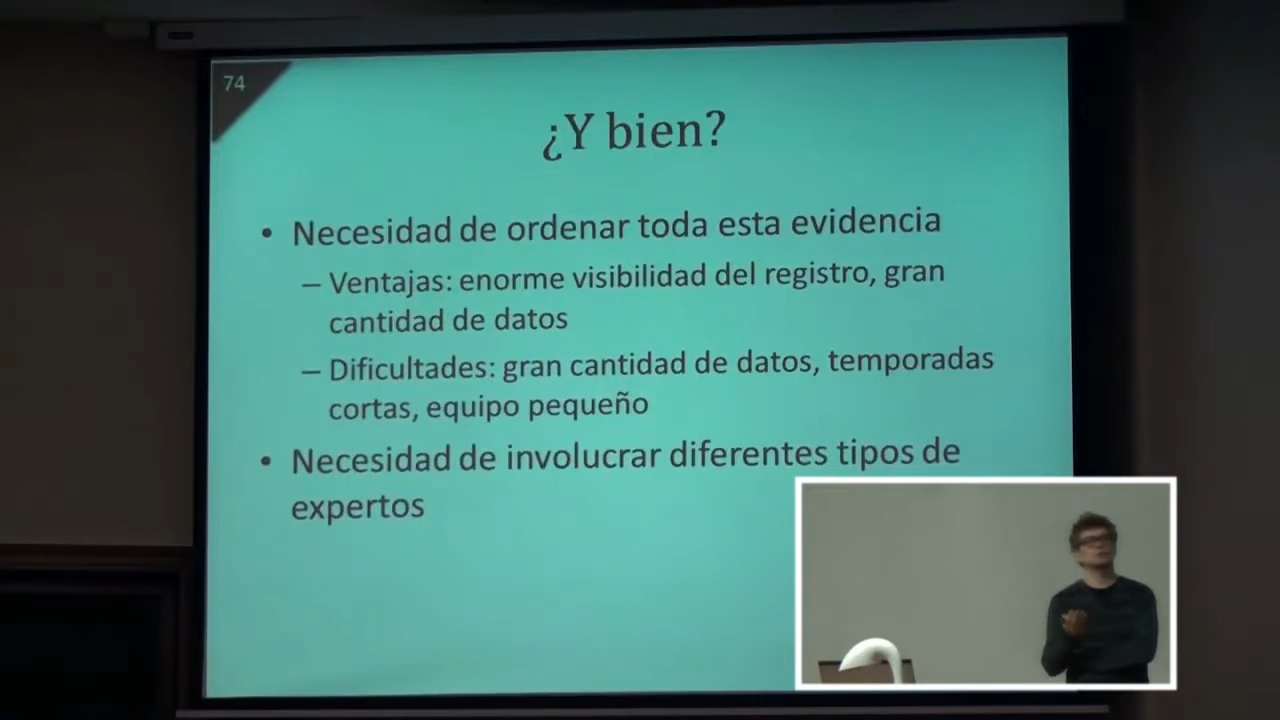 74
¿Y bien?
• Necesidad de ordenar toda esta evidencia
– Ventajas: enorme visibilidad del registro, gran
cantidad de datos
– Dificultades: gran cantidad de datos, temporadas
cortas, equipo pequeño
• Necesidad de involucrar diferentes tipos de
expertos